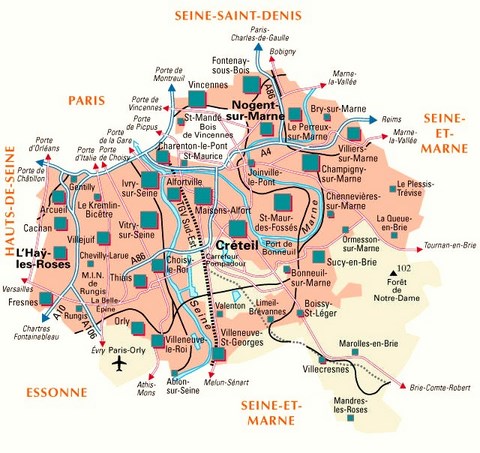 SEINE-SAINT-DENIS
Paris-
Charles-de-Gaulle
Bobigny
Fontenay-
sous-Bois
Porte de
Montreuil
Marne-
la-Vallée
Vincennes
A86
PARIS
Porte de
Vincennes
Nogent-
sur-Marne
Bry-sur-Marne
SEINE-
ET-
MARNE
Porte de
Picpus
St-Mandé
Bois
de Vincennes
Le Perreux-
sur-Marne
Reims
Porte
d'Orléans
Porte
d'Italie
Porte
de Choisy
Porte
de la Gare
Charenton-le-Pont
St-Maurice
A4
Villiers-
sur-Marne
Marne-
la-Vallée
HAUTS-DE-SEINE
Porte de
Châtillon
Joinville-
le-Pont
Champigny-
sur-Marne
Gentilly
Ivry-
sur-Seine
Alfortville
Le Plessis-
Trévise
Arcueil
Le Kremlin-
Bicêtre
Maisons-Alfort
Chennevières-
sur-Marne
Cachan
Vitry-
sur-Seine
TGV Sud-Est
St-Maur-
des-Fossés
Marne
La Queue-
en-Brie
Villejuif
Créteil
Ormesson-
sur-Marne
L'Haÿ-
les-Roses
Chevilly-Larue
A86
Choisy-
le-Roi
Carrefour
Pompadour
Port de
Bonneuil
Tournan-en-Brie
Sucy-en-Brie
M.I.N.
de
Rungis
Thiais
Bonneuil-
sur-Marne
102
Forêt
de
Notre-Dame
Versailles
Fresnes
La Belle-
Épine
Rungis
Seine
Valenton
Limeil-
Brévannes
Boissy-
St-Léger
A10
A106
Chartres
Fontainebleau
Orly
Villeneuve-
le-Roi
Villeneuve-
St-Georges
Évry
Paris-Orly
Marolles-en-Brie
Villecresnes
ESSONNE
Athis-
Mons
Ablon-
sur-Seine
Melun-Sénart
Brie-Comte-Robert
SEINE-ET-
MARNE
Mandres-
les-Roses